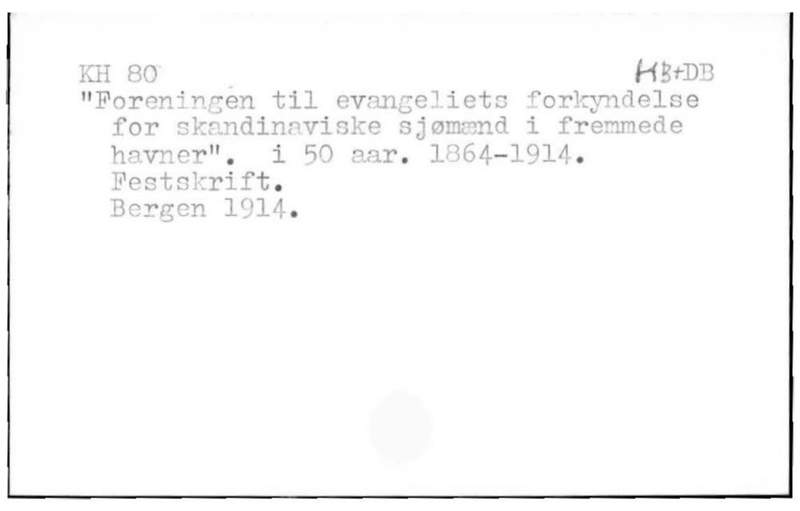 KH 80 HB+DB
"Foreningen til evangeliets forkyndelse
for skandinaviske sjømænd i fremmede
havner". i 50 aar. 1864-1914.
Festskrift.
Bergen 1914.